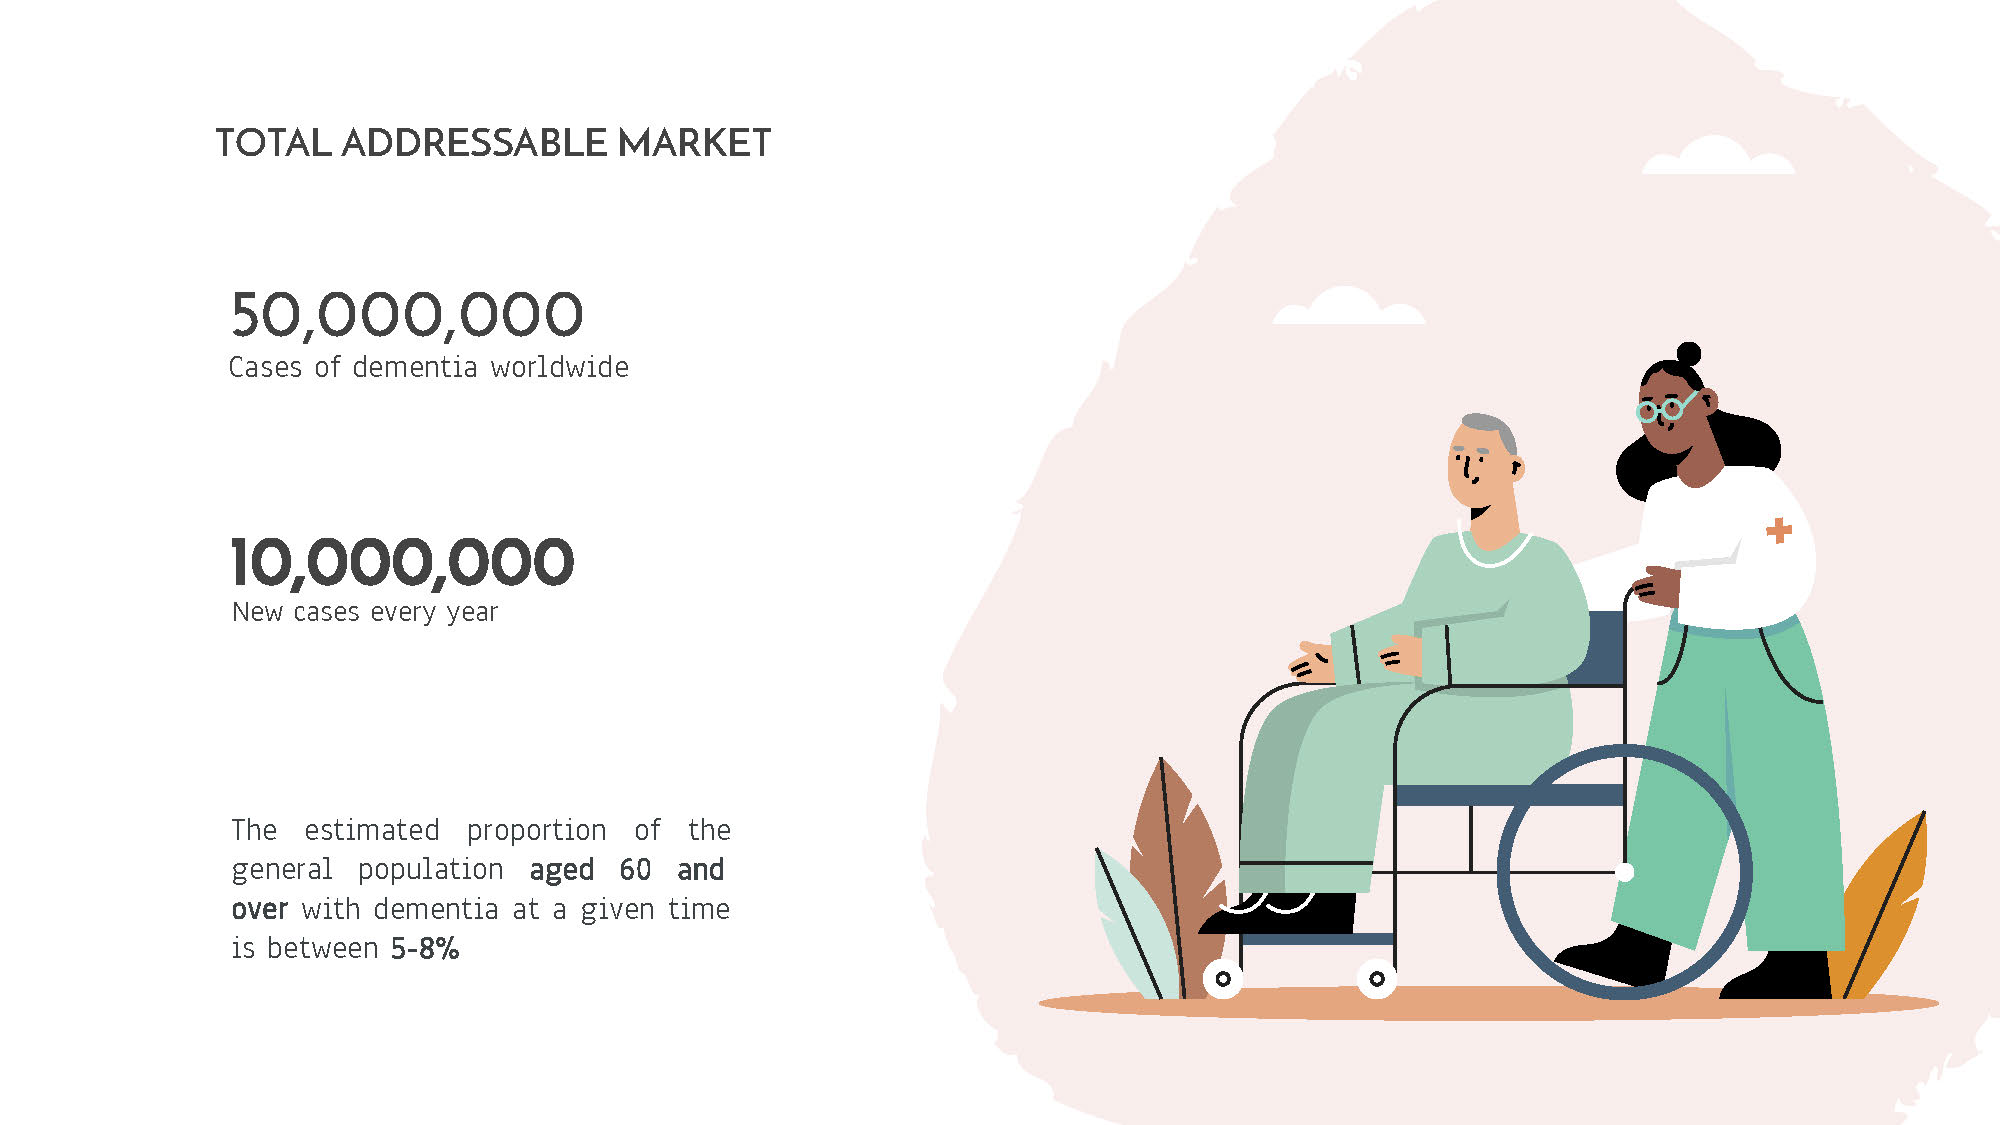 TOTAL ADDRESSABLE MARKET
50,000,000
Cases of dementia worldwide
10,000,000
New cases every year
The estimated proportion of the
general population aged 60 and
over with dementia at a given time
is between 5-8%